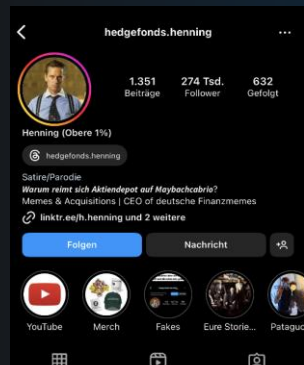 hedgefonds.henning
1.351 274 Tsd. 632
Beiträge Follower Gefolgt
Henning (Obere 1%)
hedgefonds.henning
Satire/Parodie
Warum reimt sich Aktiendepot auf Maybachcabrio?
Memes & Acquisitions | CEO of deutsche Finanzmemes
linktr.ee/h.henning und 2 weitere
Folgen Nachricht
YouTube Merch Fakes Eure Storie... Patagu